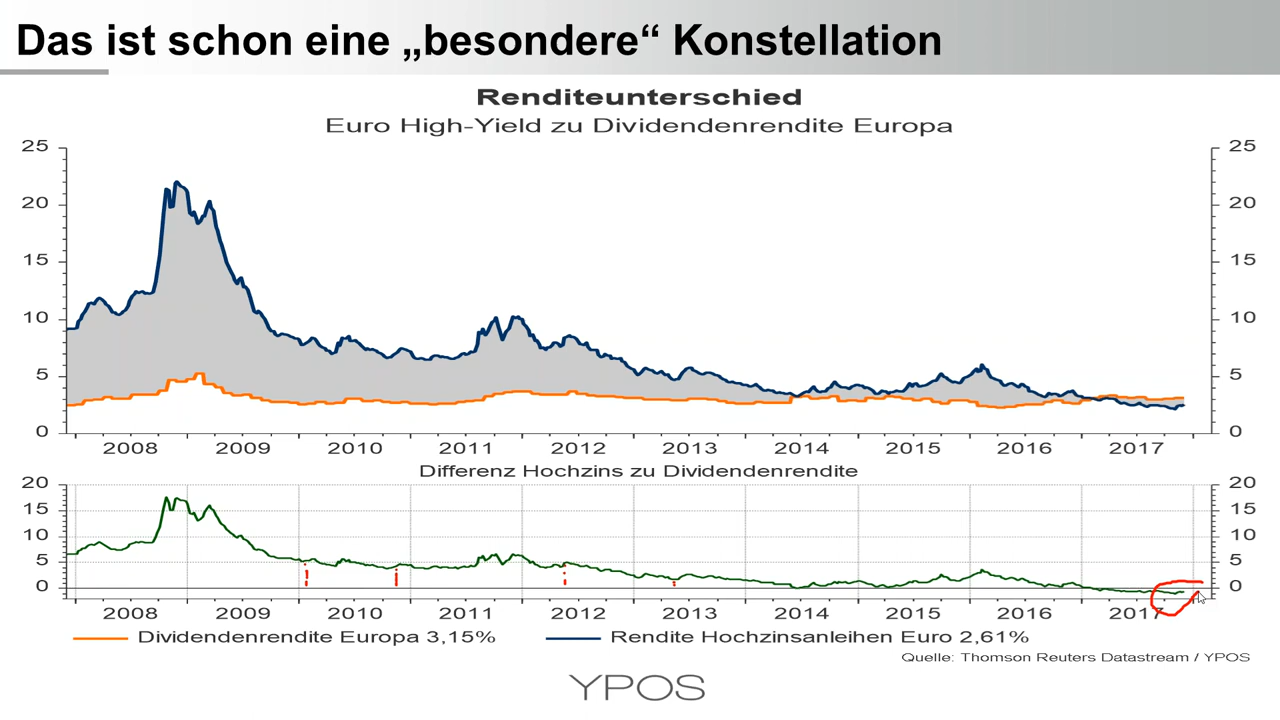 Das ist schon eine „besondere“ Konstellation
Renditeunterschied
Euro High-Yield zu Dividendenrendite Europa
25 25
20 20
15 15
10 10
5 5
0 0
2008 2009 2010 2011 2012 2013 2014 2015 2016 2017
Differenz Hochzins zu Dividendenrendite
20 20
15 15
10 10
5 5
0 0
2008 2009 2010 2011 2012 2013 2014 2015 2016 2017
Dividendenrendite Europa 3,15% Rendite Hochzinsanleihen Euro 2,61%
Quelle: Thomson Reuters Datastream / YPOS
YPOS